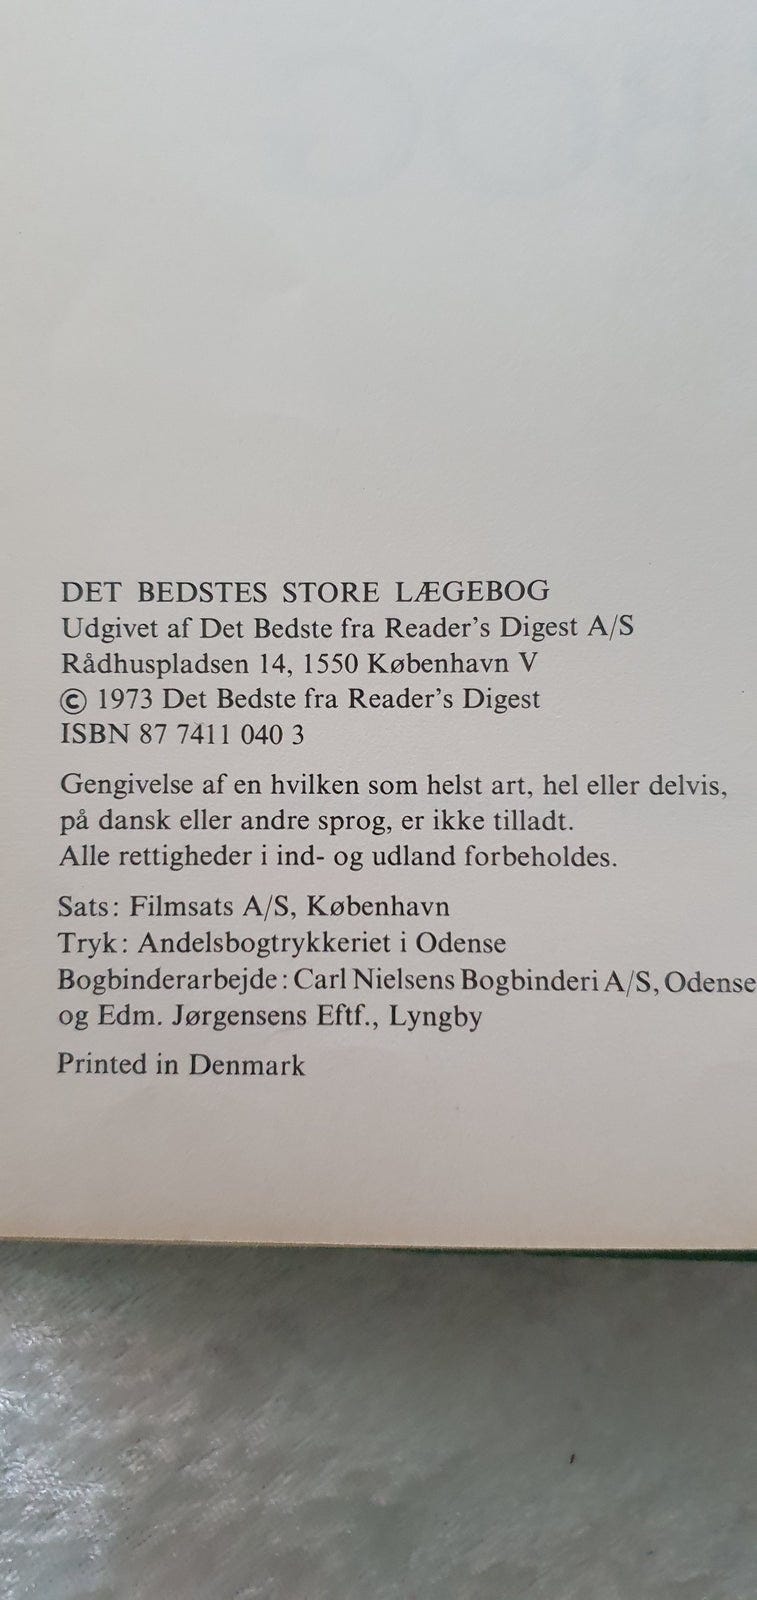 DET BEDSTES STORE LÆGEBOG
Udgivet af Det Bedste fra Reader's Digest A/S
Rådhuspladsen 14, 1550 København V
© 1973 Det Bedste fra Reader's Digest
ISBN 87 7411 040 3
Gengivelse af en hvilken som helst art, hel eller delvis,
på dansk eller andre sprog, er ikke tilladt.
Alle rettigheder i ind- og udland forbeholdes.
Sats: Filmsats A/S, København
Tryk: Andelsbogtrykkeriet i Odense
Bogbinderarbejde: Carl Nielsens Bogbinderi A/S, Odense
og Edm. Jørgensens Eftf., Lyngby
Printed in Denmark